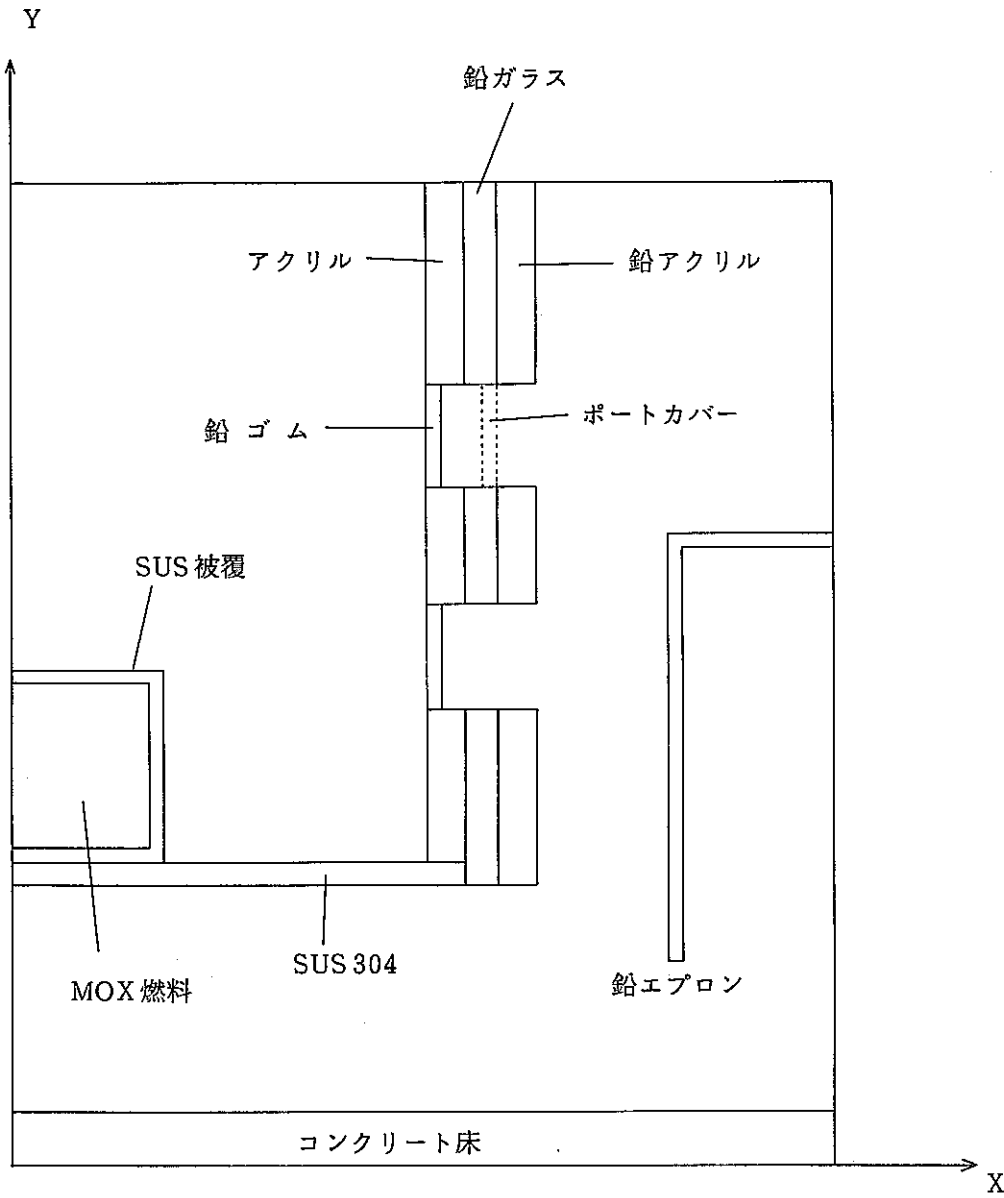 Y
鉛ガラス
アクリル
鉛アクリル
鉛 ゴ ム
ポートカバー
SUS被覆
SUS304
MOX燃料
鉛エプロン
コンクリート床
X